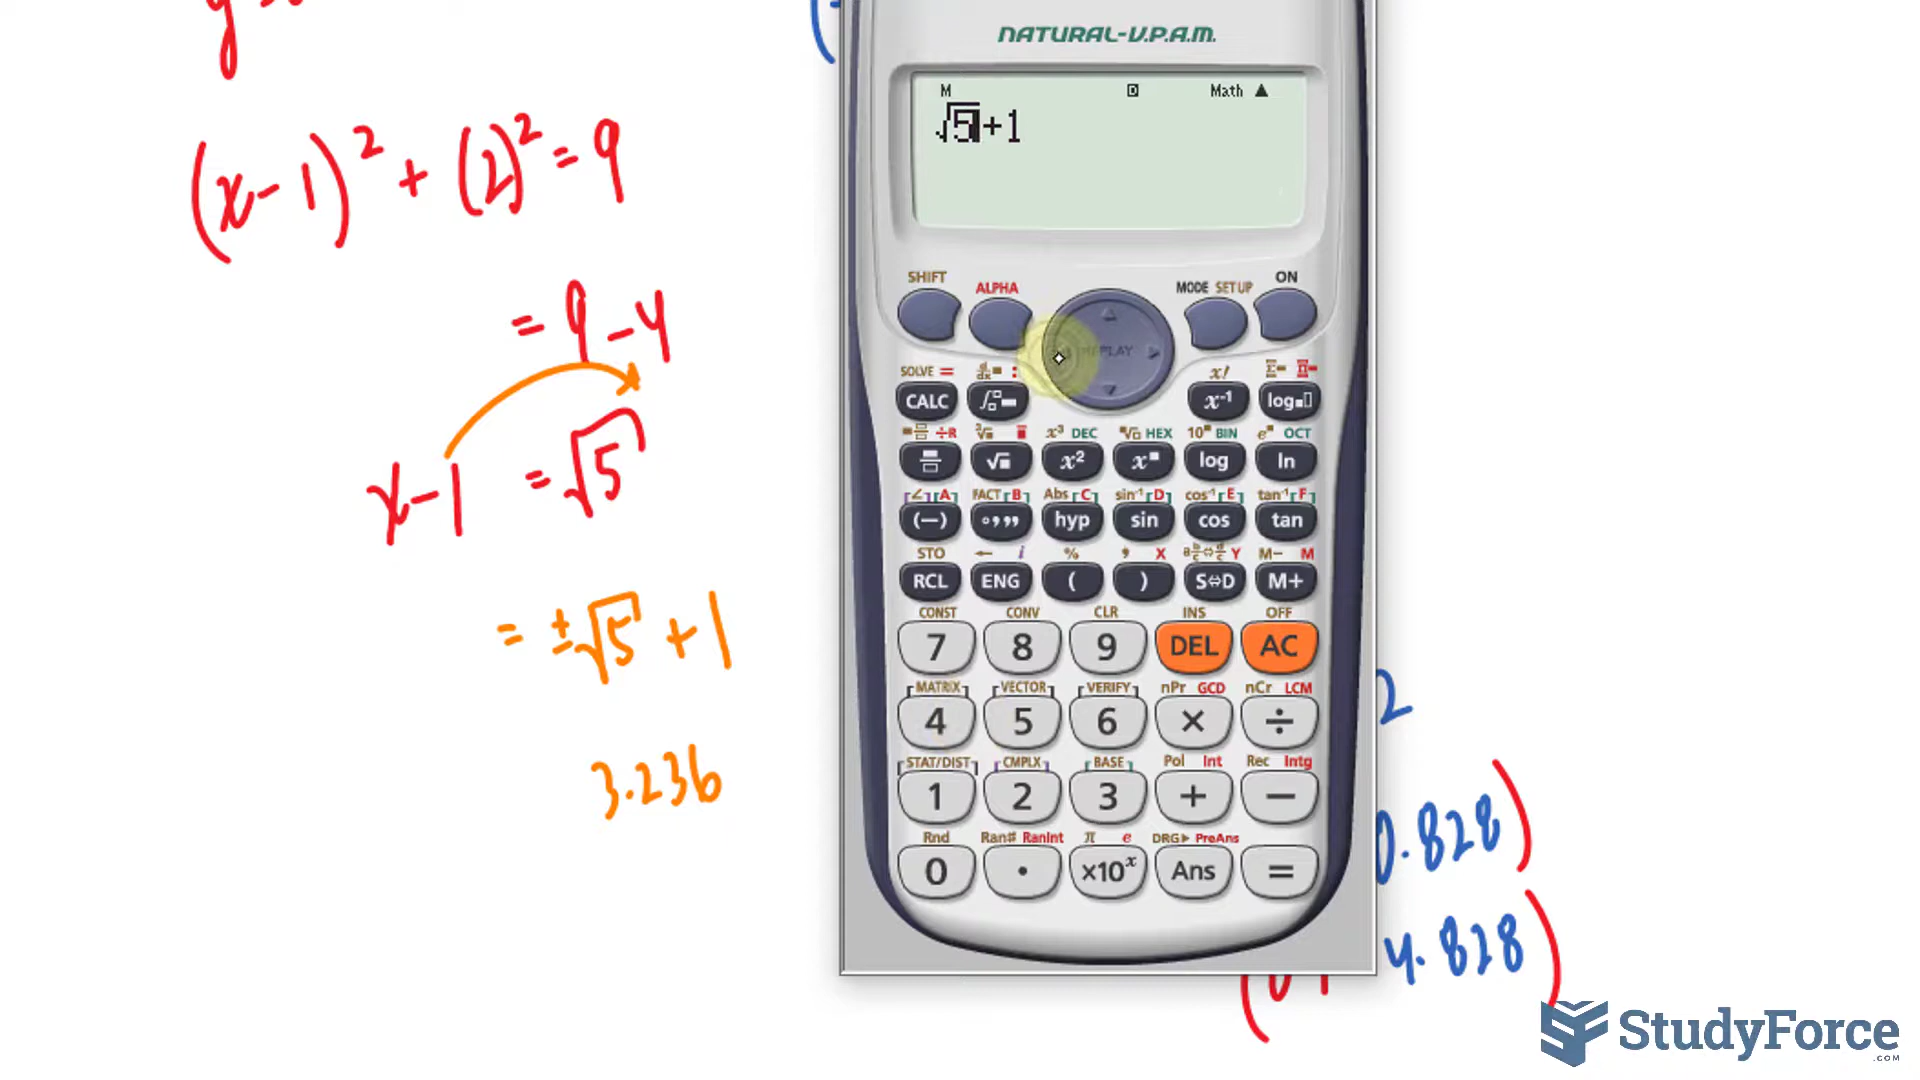 (x-1)² + (2)² = 9
= 9 - 4
x - 1 = √5
= ±√5 + 1
3.236
NATURAL-V.P.A.M.
M D Math ▲
√5+1
SHIFT ALPHA MODE SETUP ON
REPLAY
SOLVE = d/dx : x! Σ Π
CALC ∫ x⁻¹ log
÷R ³√ x³ DEC ˣ√ HEX 10 BIN e OCT
√ x² x log ln
∠ A FACT B Abs C sin⁻¹ D cos⁻¹ E tan⁻¹ F
(−) °,,, hyp sin cos tan
STO ← i % , X a b/c⇔d/c Y M− M
RCL ENG ( ) S⇔D M+
CONST CONV CLR INS OFF
7 8 9 DEL AC
MATRIX VECTOR VERIFY nPr GCD nCr LCM
4 5 6 × ÷
STAT/DIST CMPLX BASE Pol Int Rec Intg
1 2 3 + −
Rnd Ran# RanInt π e DRG▶ PreAns
0 • ×10ˣ Ans =
2
0.828)
4.828)
StudyForce
.COM